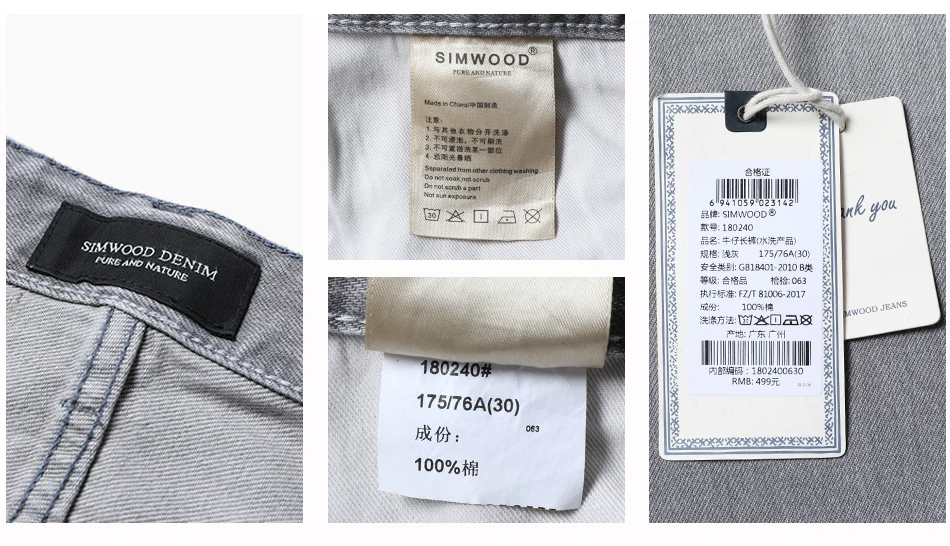 SIMWOOD DENIM
PURE AND NATURE
SIMWOOD®
PURE AND NATURE
Made in China/中国制造
注意:
1.与其他衣物分开洗涤
2.不可浸泡，不可刷洗
3.不可重搓洗某一部位
4.忌阳光暴晒
Separated from other clothing washing
Do not soak,not scrub
Do not scrub a part
Not sun exposure
30
180240#
175/76A(30)
成份：
063
100%棉
合格证
6 941059 023142
品牌: SIMWOOD®
款号: 180240
品名: 牛仔长裤(水洗产品)
规格: 浅灰 175/76A(30)
安全类别: GB18401-2010 B类
等级: 合格品 检验: 063
执行标准: FZ/T 81006-2017
成份: 100%棉
洗涤方法:
产地: 广东 广州
内部编码：1802400630
RMB: 499元
nk you
MWOOD JEANS